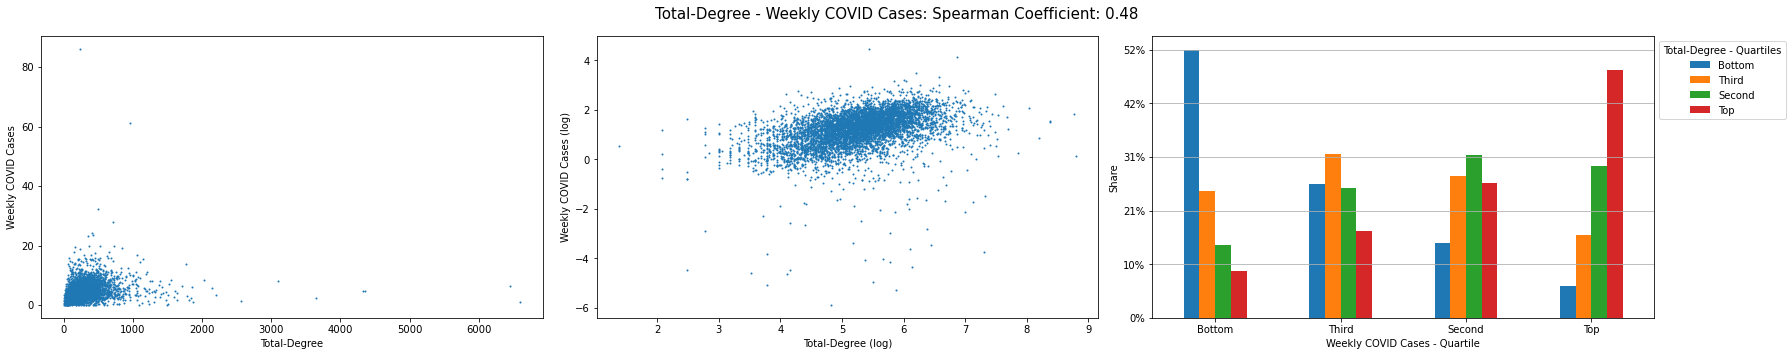 Total-Degree - Weekly COVID Cases: Spearman Coefficient: 0.48
Weekly COVID Cases
80
60
40
20
0
0 1000 2000 3000 4000 5000 6000
Total-Degree
Weekly COVID Cases (log)
4
2
0
−2
−4
−6
2 3 4 5 6 7 8 9
Total-Degree (log)
Share
52%
42%
31%
21%
10%
0%
Bottom Third Second Top
Weekly COVID Cases - Quartile
Total-Degree - Quartiles
Bottom
Third
Second
Top